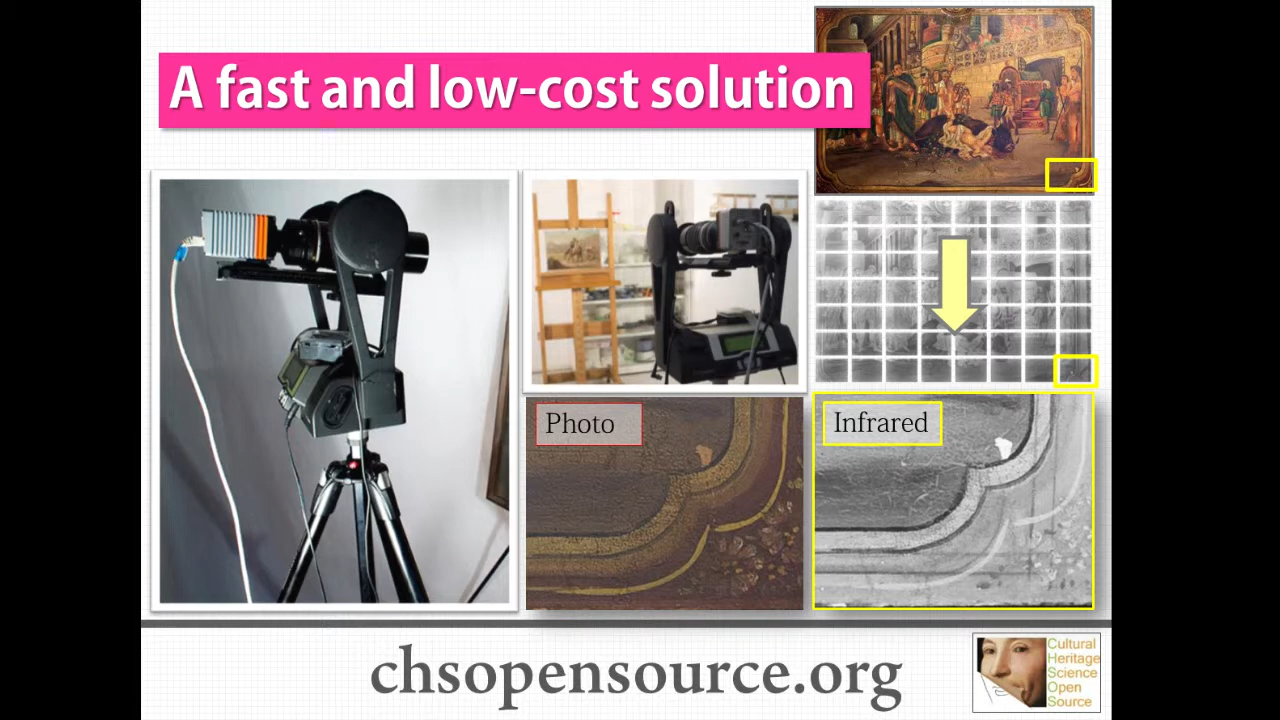 A fast and low-cost solution
Photo
Infrared
chsopensource.org
Cultural
Heritage
Science
Open
Source